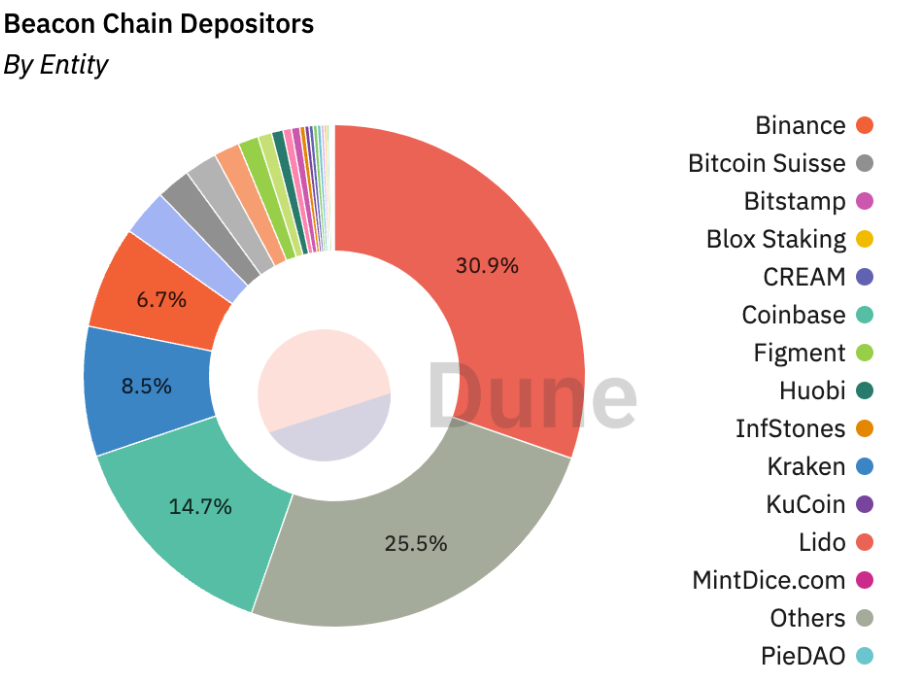 Beacon Chain Depositors
By Entity
30.9%
25.5%
14.7%
8.5%
6.7%
Dune
Binance
Bitcoin Suisse
Bitstamp
Blox Staking
CREAM
Coinbase
Figment
Huobi
InfStones
Kraken
KuCoin
Lido
MintDice.com
Others
PieDAO